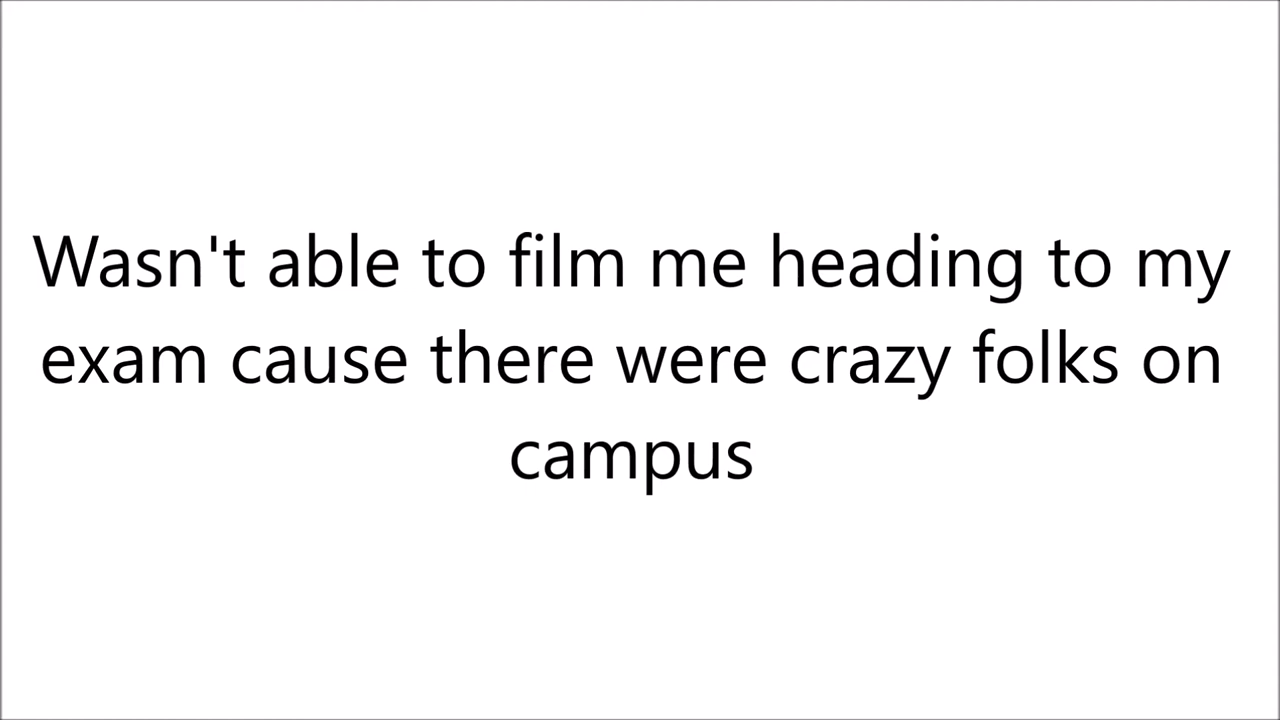 Wasn't able to film me heading to my
exam cause there were crazy folks on
campus